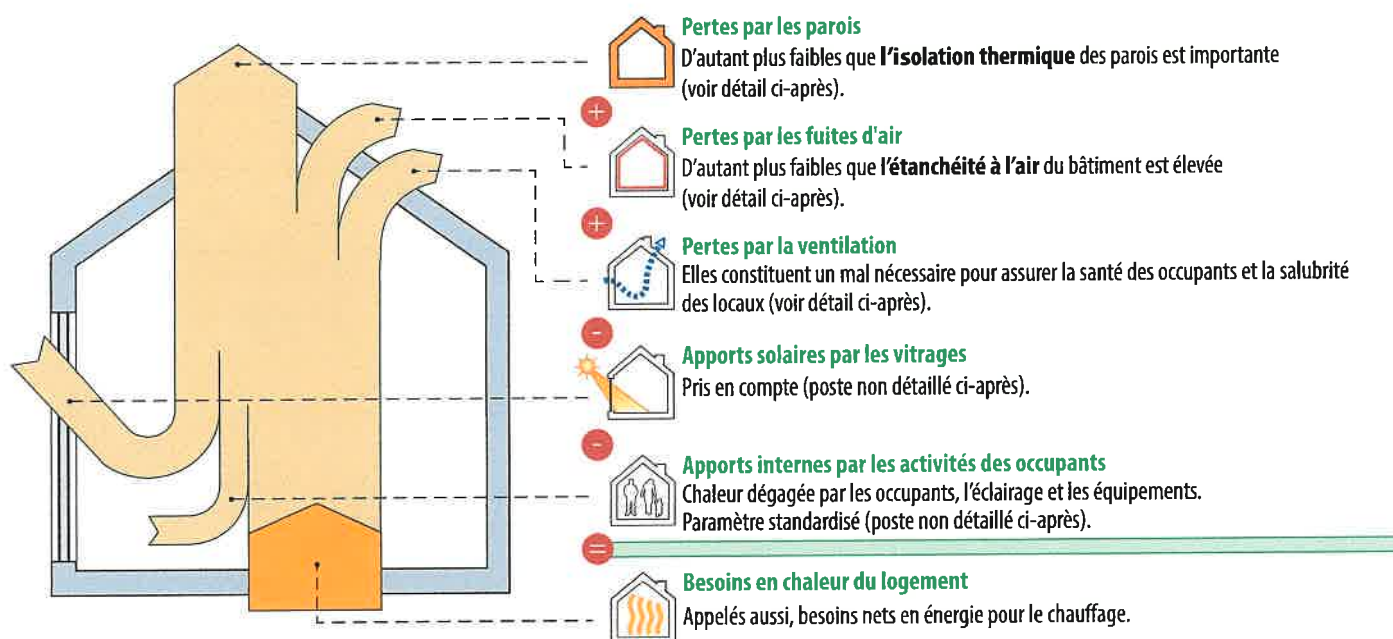 Pertes par les parois
D'autant plus faibles que l'isolation thermique des parois est importante
(voir détail ci-après).
+
Pertes par les fuites d'air
D'autant plus faibles que l'étanchéité à l'air du bâtiment est élevée
(voir détail ci-après).
+
Pertes par la ventilation
Elles constituent un mal nécessaire pour assurer la santé des occupants et la salubrité
des locaux (voir détail ci-après).
-
Apports solaires par les vitrages
Pris en compte (poste non détaillé ci-après).
-
Apports internes par les activités des occupants
Chaleur dégagée par les occupants, l'éclairage et les équipements.
Paramètre standardisé (poste non détaillé ci-après).
=
Besoins en chaleur du logement
Appelés aussi, besoins nets en énergie pour le chauffage.